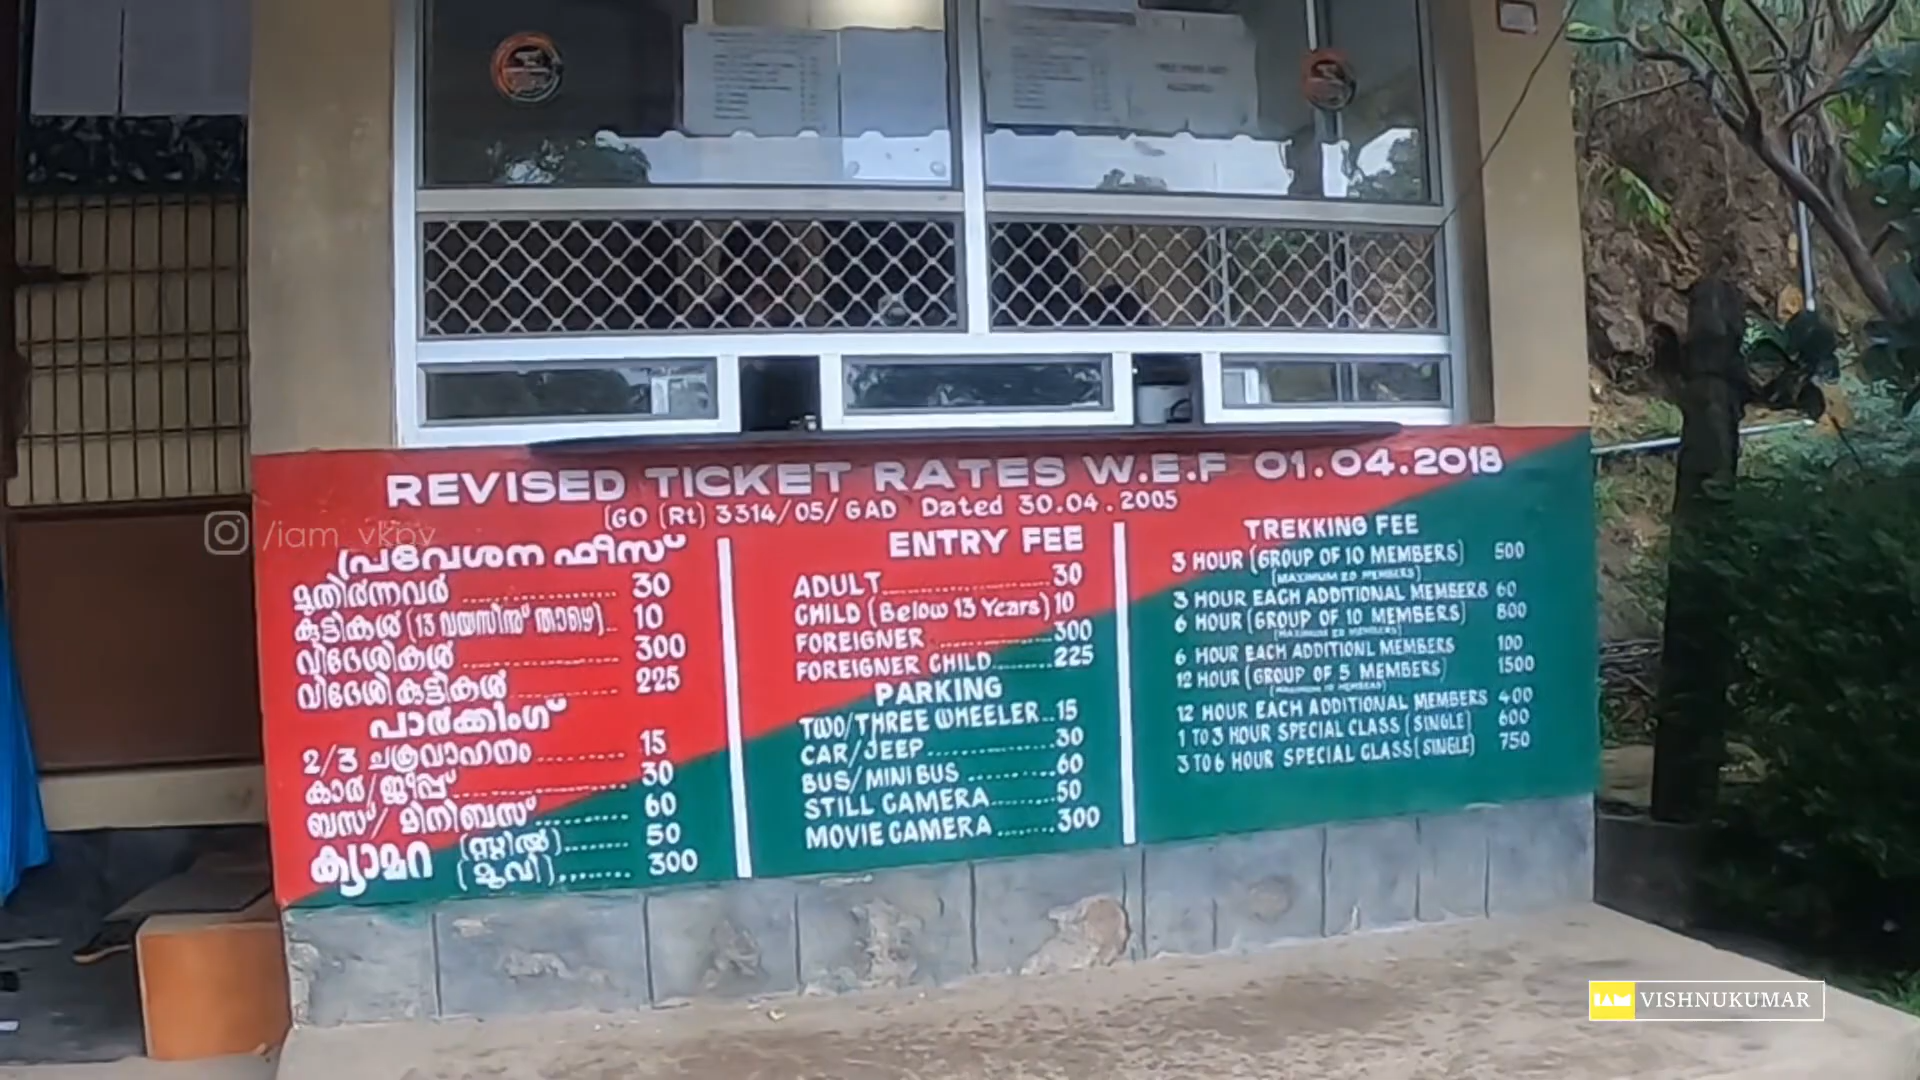 REVISED TICKET RATES W.E.F 01.04.2018
(GO (Rt) 3314/05/GAD Dated 30.04.2005
/iam_vkpv
പ്രവേശന ഫീസ്
മുതിർന്നവർ .................. 30
കുട്ടികൾ (13 വയസിനു് താഴെ).. 10
വിദേശികൾ .................. 300
വിദേശി കുട്ടികൾ ............. 225
പാർക്കിംഗ്
2/3 ചക്രവാഹനം .......... 15
കാർ/ജീപ്പ് .................. 30
ബസ്/ മിനിബസ് ........... 60
ക്യാമറ (സ്റ്റിൽ) ....... 50
(മൂവി) ........ 300
ENTRY FEE
ADULT .................. 30
CHILD (Below 13 Years) 10
FOREIGNER ............ 300
FOREIGNER CHILD ........ 225
PARKING
TWO/THREE WHEELER.. 15
CAR/JEEP .............. 30
BUS/MINI BUS .......... 60
STILL CAMERA ........ 50
MOVIE CAMERA ....... 300
TREKKING FEE
3 HOUR (GROUP OF 10 MEMBERS) 500
(MAXIMUM 20 MEMBERS)
3 HOUR EACH ADDITIONAL MEMBERS 60
6 HOUR (GROUP OF 10 MEMBERS) 800
(MAXIMUM 20 MEMBERS)
6 HOUR EACH ADDITIONL MEMBERS 100
12 HOUR (GROUP OF 5 MEMBERS) 1500
(MAXIMUM 10 MEMBERS)
12 HOUR EACH ADDITIONAL MEMBERS 400
1 TO 3 HOUR SPECIAL CLASS (SINGLE) 600
3 TO 6 HOUR SPECIAL CLASS (SINGLE) 750
IAM VISHNUKUMAR